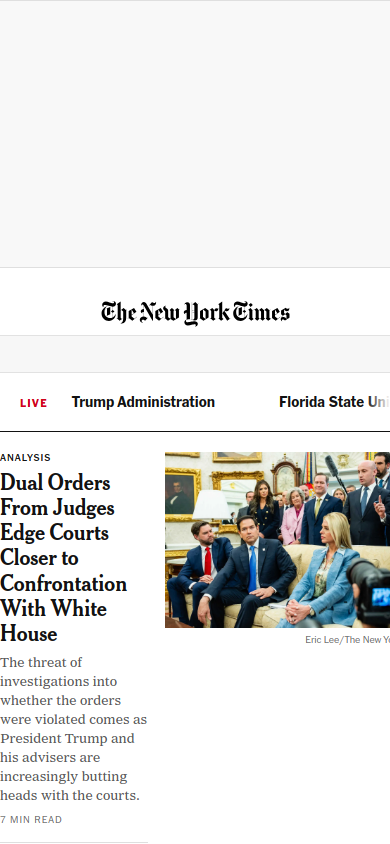 The New York Times
LIVE
Trump Administration
Florida State Uni
ANALYSIS
Dual Orders
From Judges
Edge Courts
Closer to
Confrontation
With White
House
The threat of
investigations into
whether the orders
were violated comes as
President Trump and
his advisers are
increasingly butting
heads with the courts.
7 MIN READ
Eric Lee/The New Yo